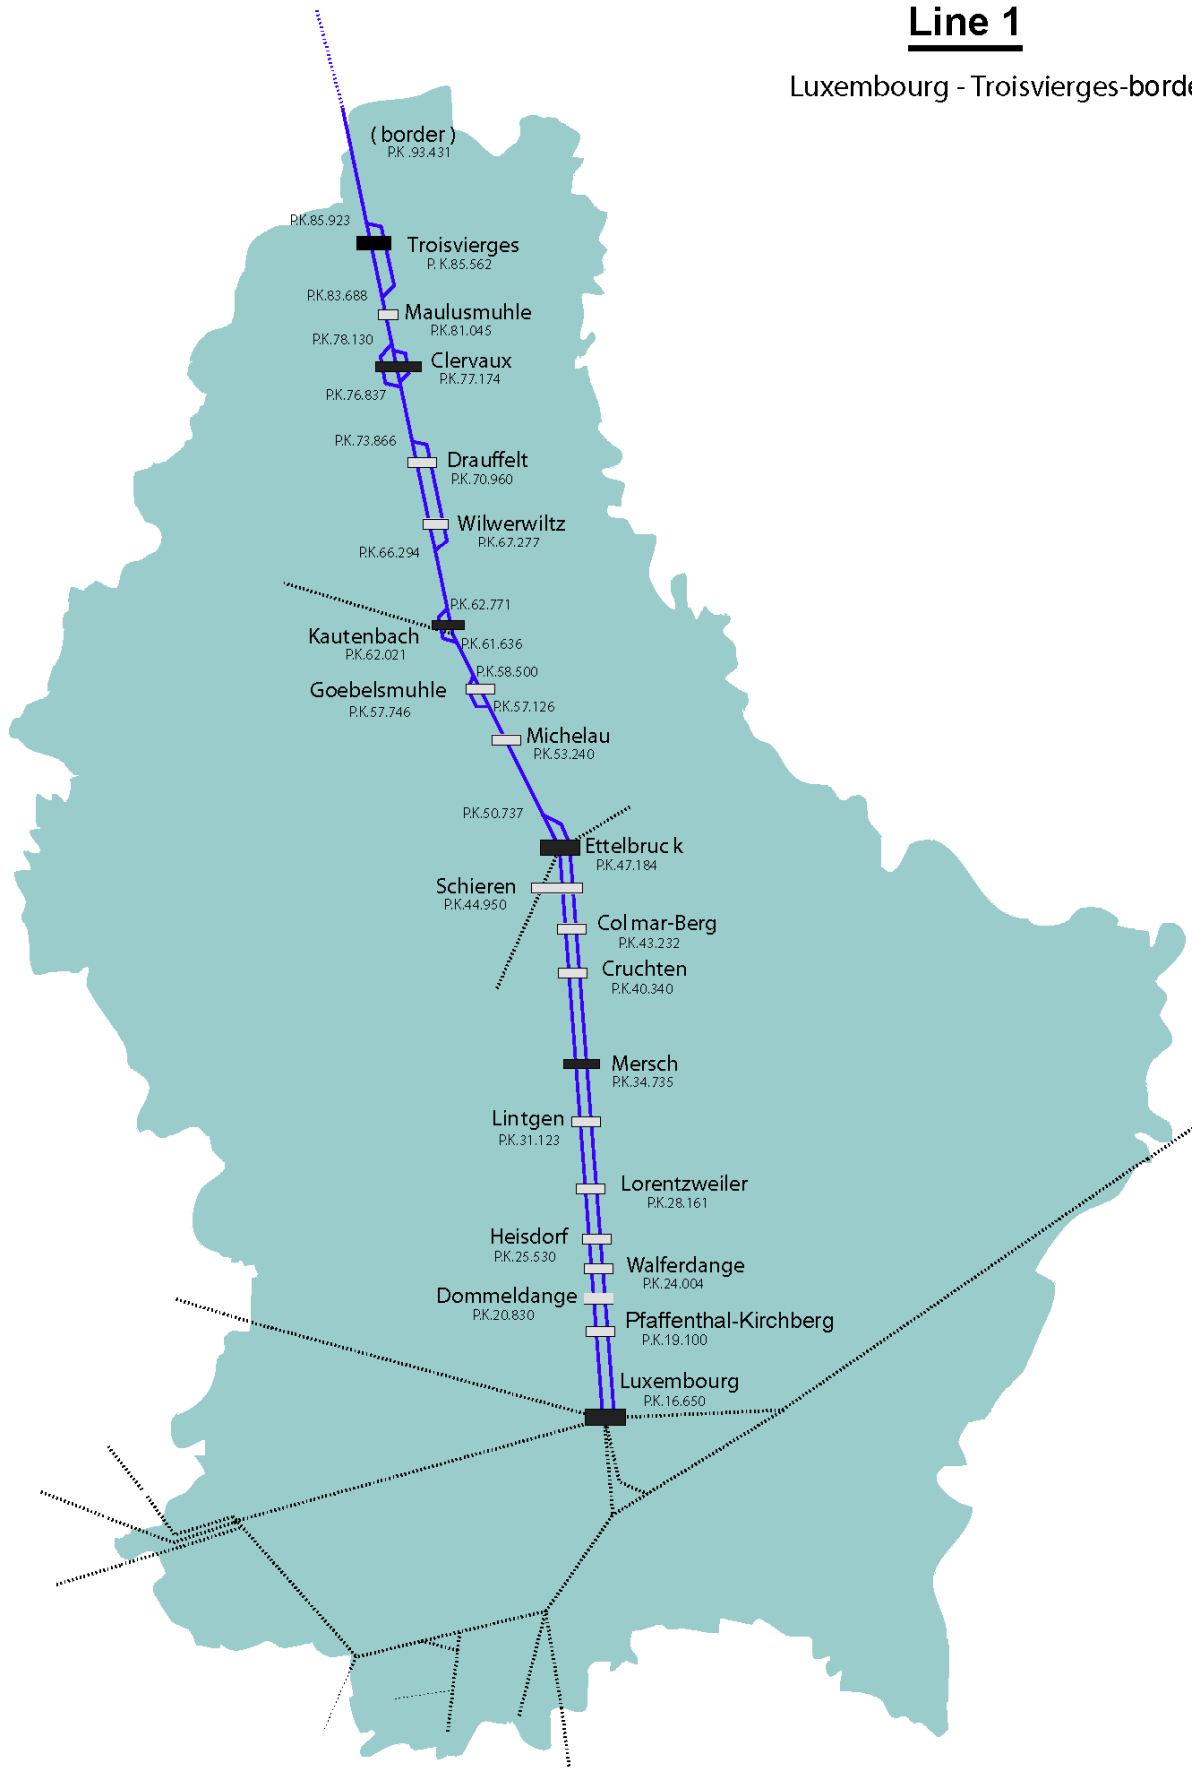 Line 1
Luxembourg - Troisvierges-borde
( border )
P.K .93.431
P.K.85.923
Troisvierges
P. K.85.562
P.K.83.688
Maulusmuhle
P.K.81.045
P.K.78.130
Clervaux
P.K.77.174
P.K.76.837
P.K.73.866
Drauffelt
P.K.70.960
Wilwerwiltz
P.K.67.277
P.K.66.294
P.K.62.771
Kautenbach
P.K.62.021
P.K.61.636
P.K.58.500
Goebelsmuhle
P.K.57.746
P.K.57.126
Michelau
P.K.53.240
P.K.50.737
Ettelbruc k
P.K.47.184
Schieren
P.K.44.950
Col mar-Berg
P.K.43.232
Cruchten
P.K.40.340
Mersch
P.K.34.735
Lintgen
P.K.31.123
Lorentzweiler
P.K.28.161
Heisdorf
P.K.25.530
Walferdange
P.K.24.004
Dommeldange
P.K.20.830
Pfaffenthal-Kirchberg
P.K.19.100
Luxembourg
P.K.16.650